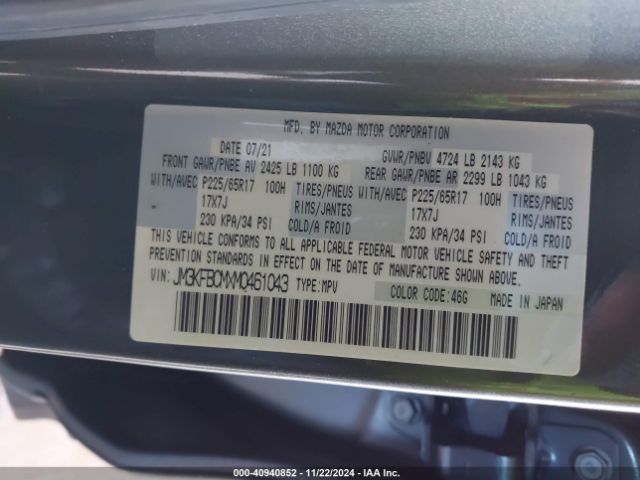 MFD. BY MAZDA MOTOR CORPORATION
DATE 07/21 GVWR/PNBV 4724 LB 2143 KG
FRONT GAWR/PNBE AV 2425 LB 1100 KG REAR GAWR/PNBE AR 2299 LB 1043 KG
WITH/AVEC P225/65R17 100H TIRES/PNEUS WITH/AVEC P225/65R17 100H TIRES/PNEUS
17X7J RIMS/JANTES 17X7J RIMS/JANTES
230 KPA/34 PSI COLD/A FROID 230 KPA/34 PSI COLD/A FROID
THIS VEHICLE CONFORMS TO ALL APPLICABLE FEDERAL MOTOR VEHICLE SAFETY AND THEFT
PREVENTION STANDARDS IN EFFECT ON THE DATE OF MANUFACTURE SHOWN ABOVE.
VIN: JM3KFBCMXM0461043 TYPE:MPV COLOR CODE:46G MADE IN JAPAN
000-40940852 - 11/22/2024 - IAA Inc.